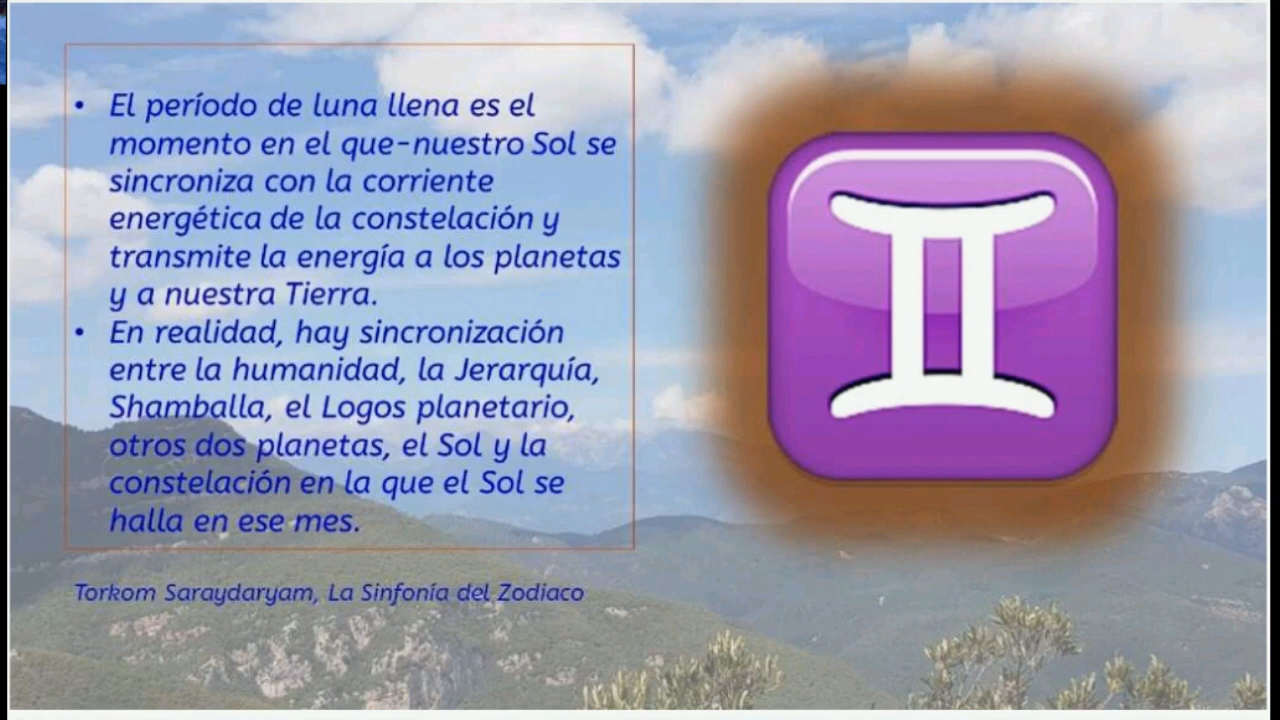 • El período de luna llena es el
momento en el que-nuestro Sol se
sincroniza con la corriente
energética de la constelación y
transmite la energía a los planetas
y a nuestra Tierra.
• En realidad, hay sincronización
entre la humanidad, la Jerarquía,
Shamballa, el Logos planetario,
otros dos planetas, el Sol y la
constelación en la que el Sol se
halla en ese mes.
Torkom Saraydaryam, La Sinfonía del Zodiaco